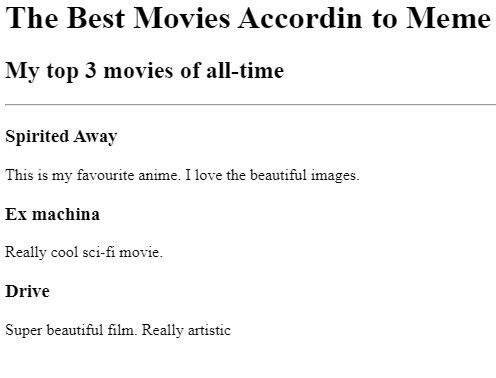 The Best Movies Accordin to Meme
My top 3 movies of all-time
Spirited Away
This is my favourite anime. I love the beautiful images.
Ex machina
Really cool sci-fi movie.
Drive
Super beautiful film. Really artistic